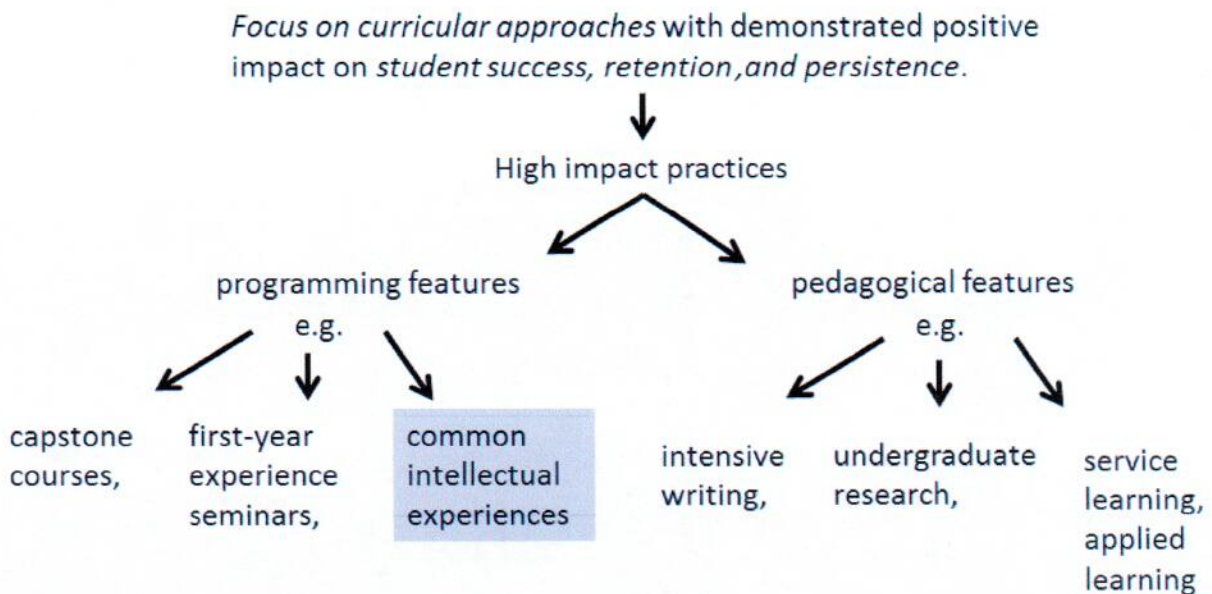 Focus on curricular approaches with demonstrated positive
impact on student success, retention ,and persistence.
High impact practices
programming features
e.g.
pedagogical features
e.g.
capstone
courses,
first-year
experience
seminars,
common
intellectual
experiences
intensive
writing,
undergraduate
research,
service
learning,
applied
learning